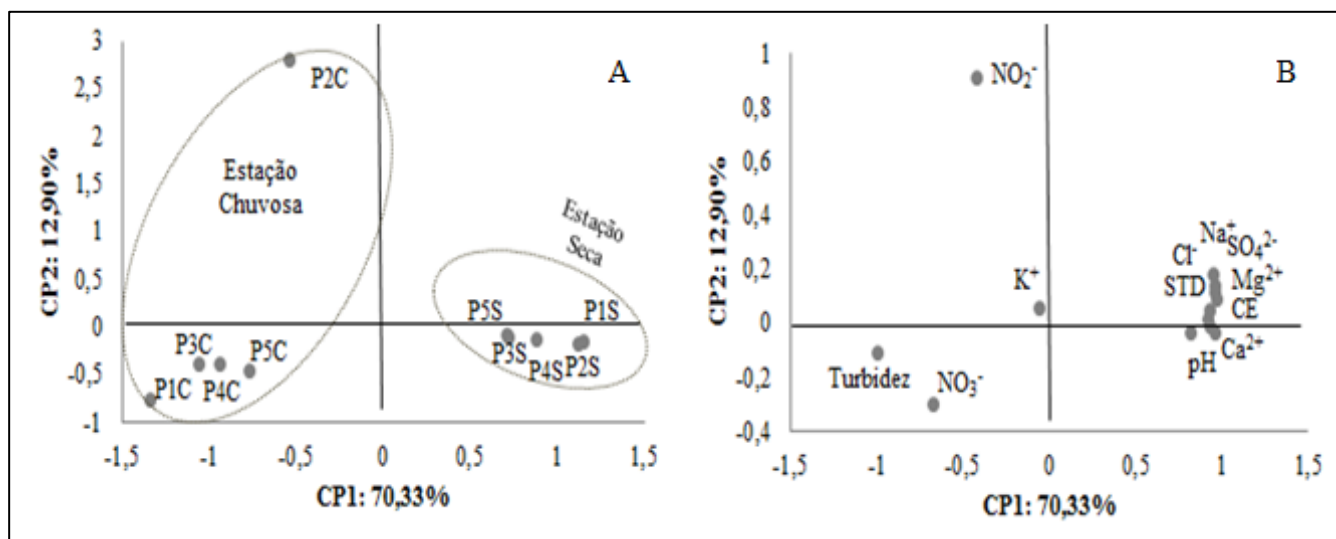 A
CP2: 12,90%
3
2,5
2
1,5
1
0,5
0
-0,5
-1
P2C
Estação
Chuvosa
Estação
Seca
P5S
P1S
P3S
P4S
P2S
P3C
P5C
P1C
P4C
-1,5 -1 -0,5 0 0,5 1 1,5
CP1: 70,33%
B
CP2: 12,90%
1
0,8
0,6
0,4
0,2
0
-0,2
-0,4
NO₂⁻
Na⁺
Cl⁻
SO₄²⁻
K⁺
STD
Mg²⁺
CE
Turbidez
NO₃⁻
pH
Ca²⁺
-1,5 -1 -0,5 0 0,5 1 1,5
CP1: 70,33%